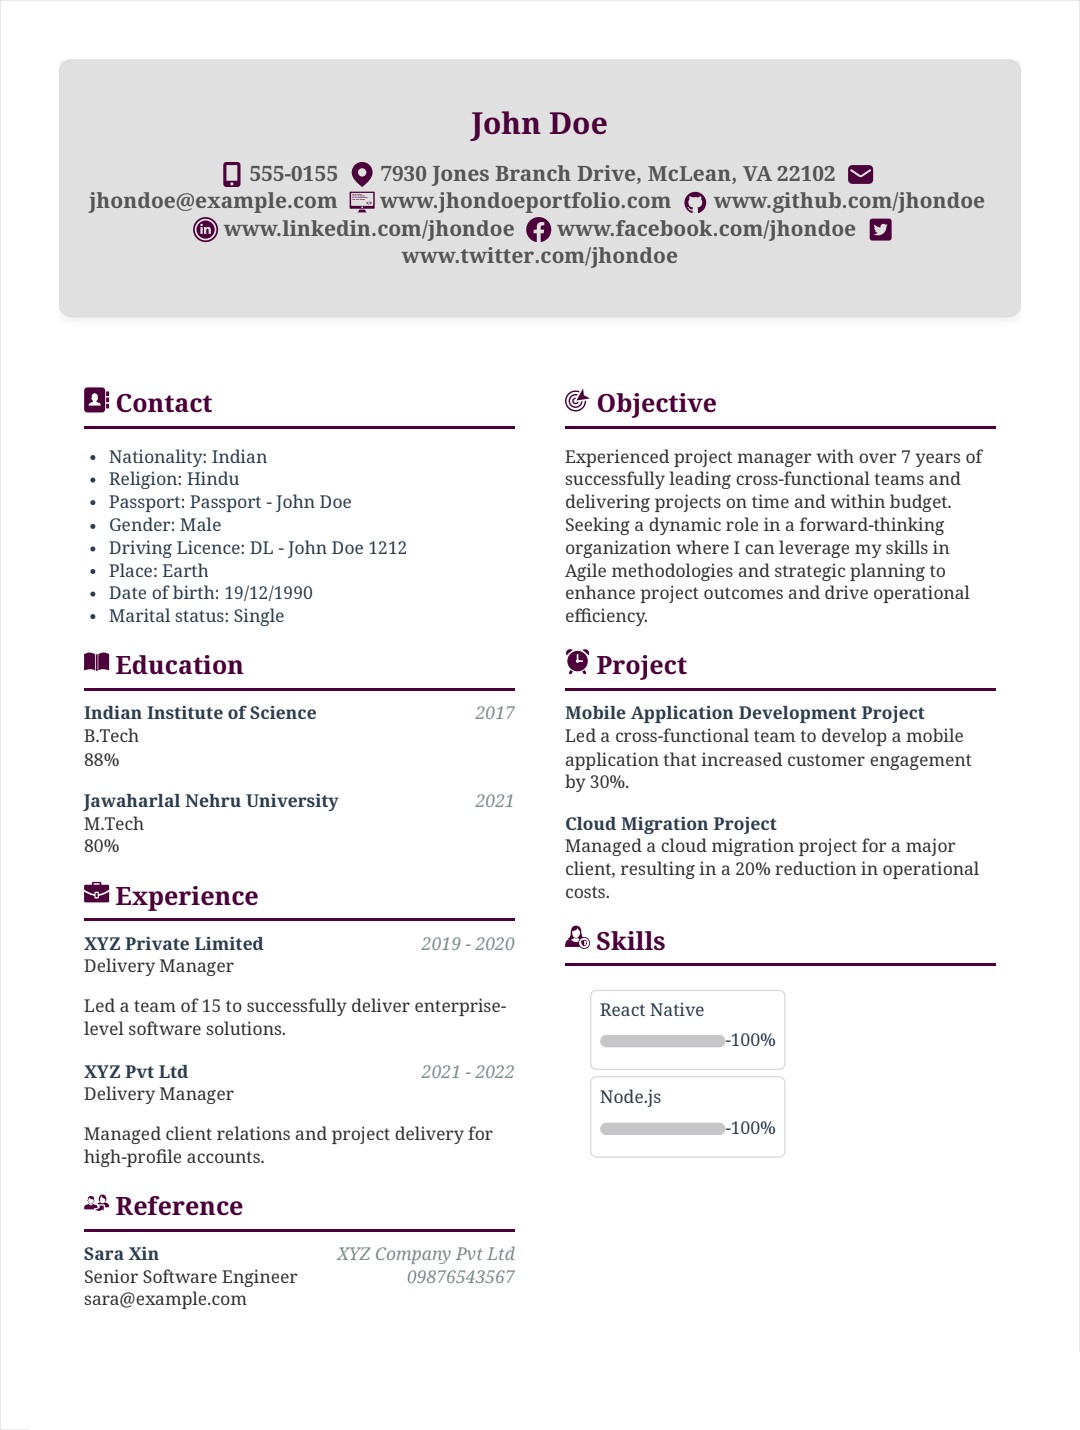 John Doe
555-0155 7930 Jones Branch Drive, McLean, VA 22102
jhondoe@example.com www.jhondoeportfolio.com www.github.com/jhondoe
www.linkedin.com/jhondoe www.facebook.com/jhondoe
www.twitter.com/jhondoe
Contact
• Nationality: Indian
• Religion: Hindu
• Passport: Passport - John Doe
• Gender: Male
• Driving Licence: DL - John Doe 1212
• Place: Earth
• Date of birth: 19/12/1990
• Marital status: Single
Education
Indian Institute of Science 2017
B.Tech
88%
Jawaharlal Nehru University 2021
M.Tech
80%
Experience
XYZ Private Limited 2019 - 2020
Delivery Manager
Led a team of 15 to successfully deliver enterprise-
level software solutions.
XYZ Pvt Ltd 2021 - 2022
Delivery Manager
Managed client relations and project delivery for
high-profile accounts.
Reference
Sara Xin XYZ Company Pvt Ltd
Senior Software Engineer 09876543567
sara@example.com
Objective
Experienced project manager with over 7 years of
successfully leading cross-functional teams and
delivering projects on time and within budget.
Seeking a dynamic role in a forward-thinking
organization where I can leverage my skills in
Agile methodologies and strategic planning to
enhance project outcomes and drive operational
efficiency.
Project
Mobile Application Development Project
Led a cross-functional team to develop a mobile
application that increased customer engagement
by 30%.
Cloud Migration Project
Managed a cloud migration project for a major
client, resulting in a 20% reduction in operational
costs.
Skills
React Native
-100%
Node.js
-100%